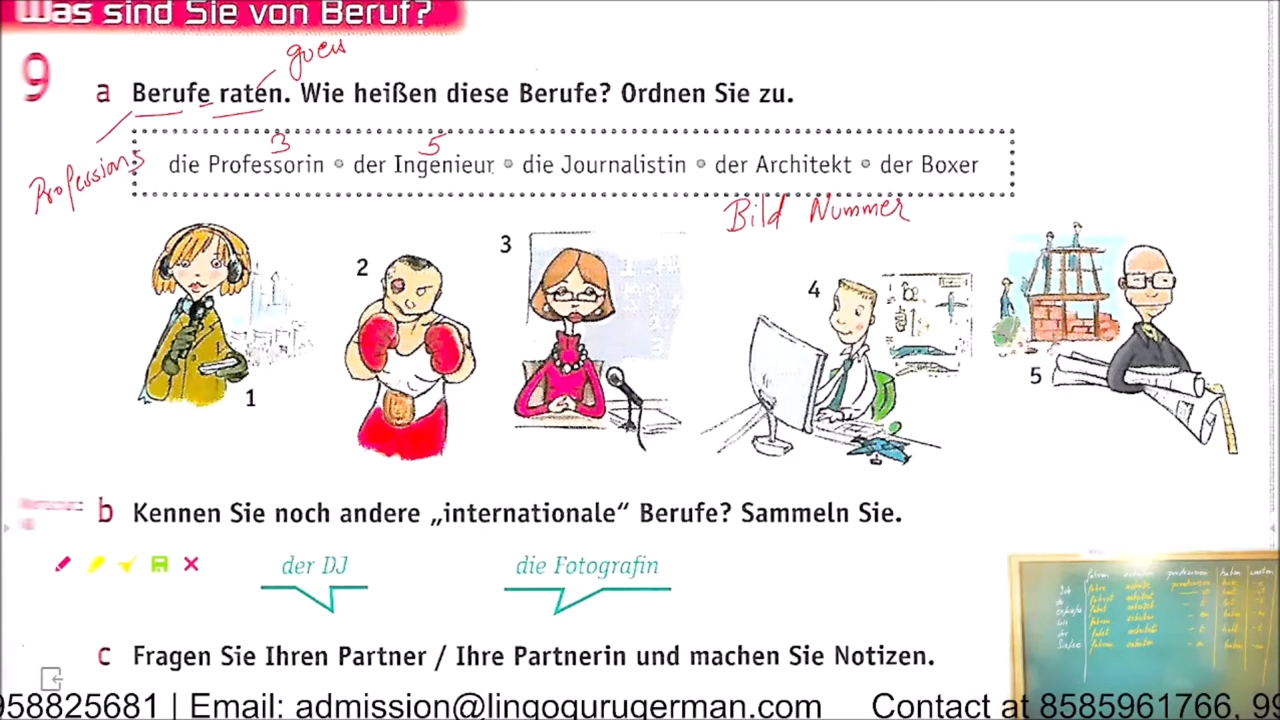 Was sind Sie von Beruf?
guess
9 a Berufe raten. Wie heißen diese Berufe? Ordnen Sie zu.
3 5
Professions
die Professorin • der Ingenieur • die Journalistin • der Architekt • der Boxer
Bild Nummer
1
2
3
4
5
b Kennen Sie noch andere „internationale“ Berufe? Sammeln Sie.
der DJ die Fotografin
c Fragen Sie Ihren Partner / Ihre Partnerin und machen Sie Notizen.
958825681 | Email: admission@lingogurugerman.com Contact at 8585961766, 99